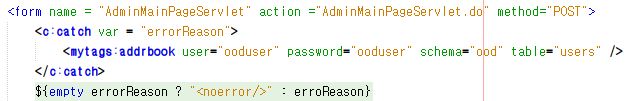 <form name = "AdminMainPageServlet" action ="AdminMainPageServlet.do" method="POST">
<c:catch var = "errorReason">
<mytags:addrbook user="ooduser" password="ooduser" schema="ood" table="users" />
</c:catch>
${empty errorReason ? "<noerror/>" : erroReason}